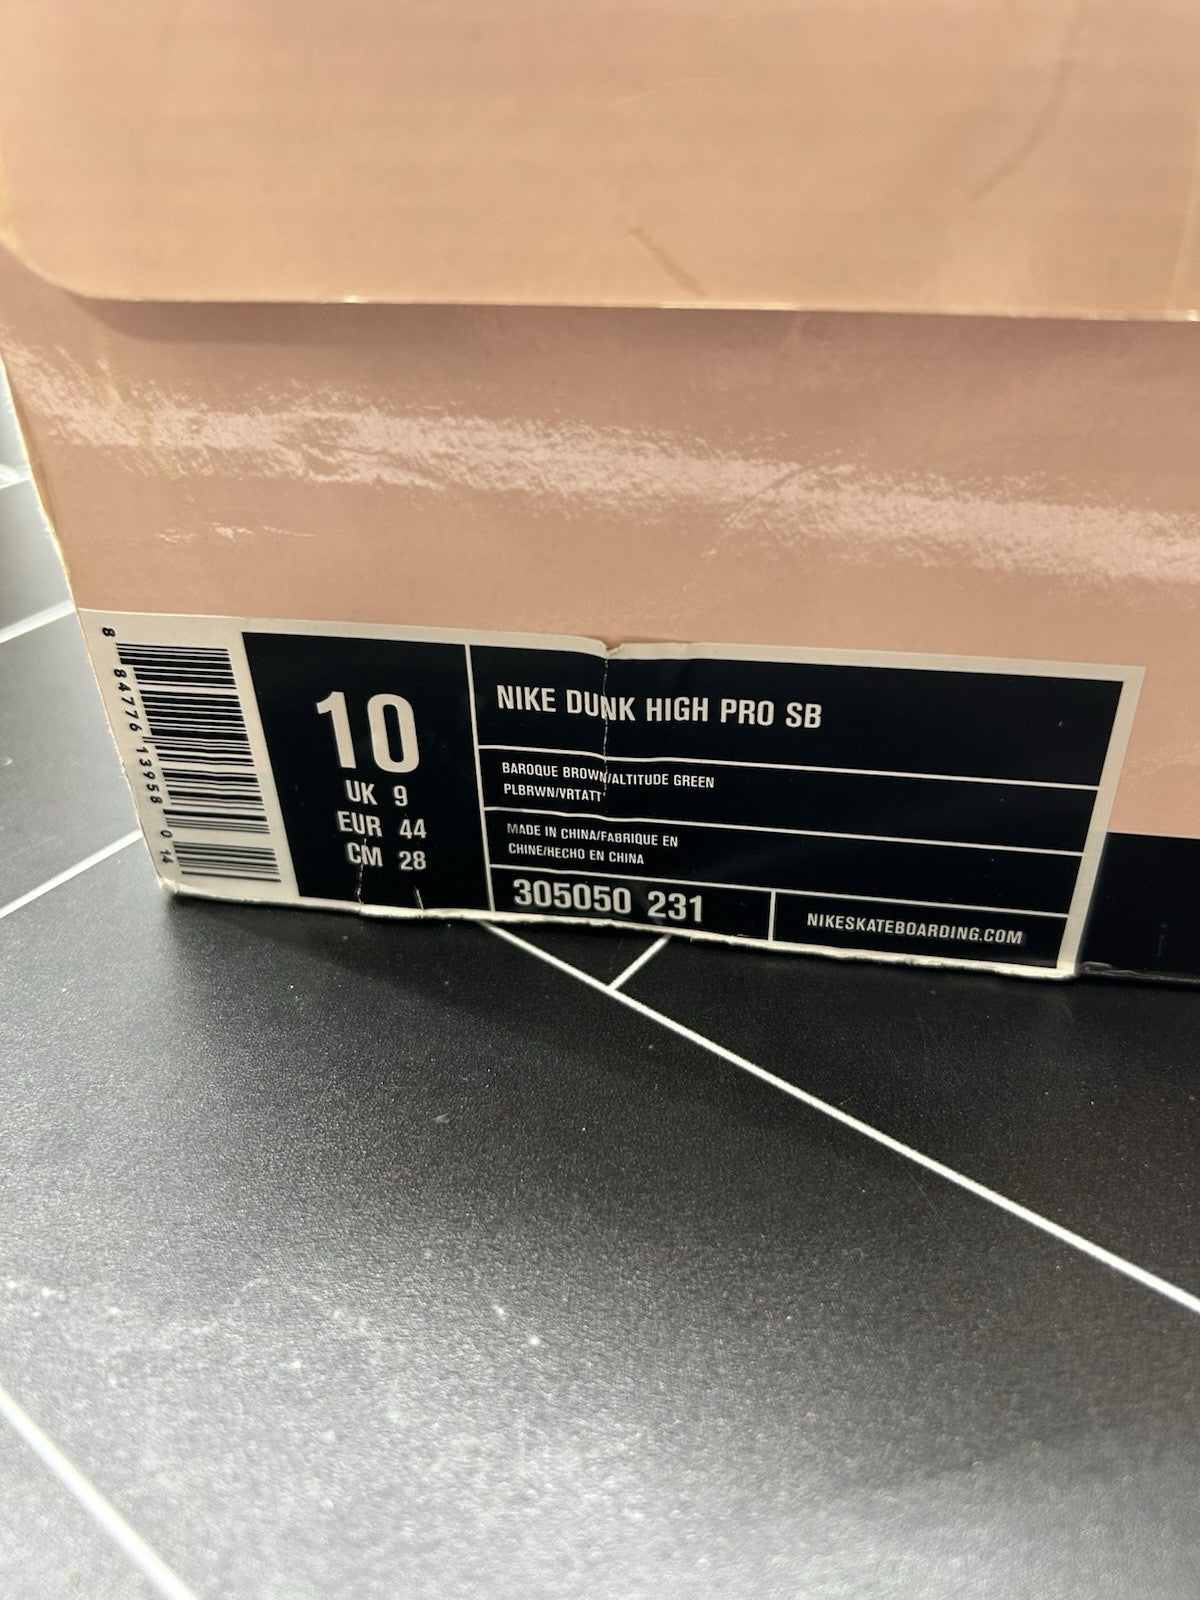 8 84776 13958 0 14
10
UK 9
EUR 44
CM 28
NIKE DUNK HIGH PRO SB
BAROQUE BROWN/ALTITUDE GREEN
PLBRWN/VRTATT
MADE IN CHINA/FABRIQUE EN
CHINE/HECHO EN CHINA
305050 231
NIKESKATEBOARDING.COM